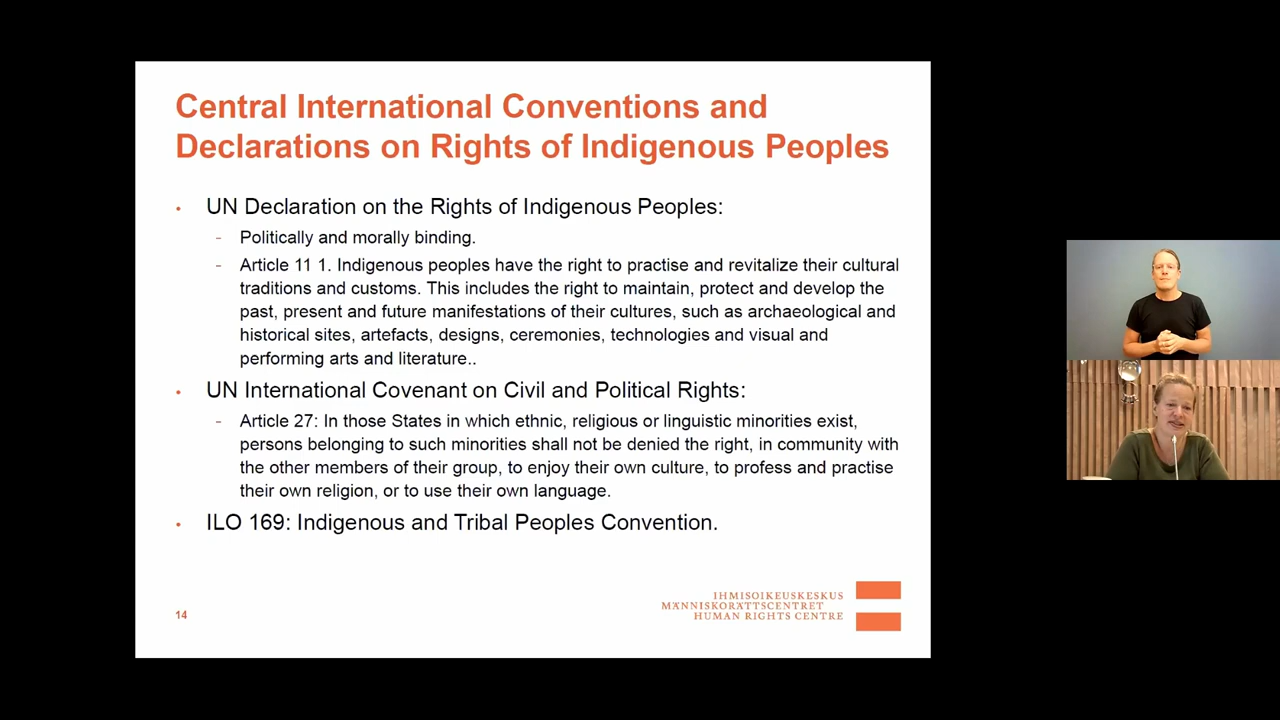 Central International Conventions and
Declarations on Rights of Indigenous Peoples
• UN Declaration on the Rights of Indigenous Peoples:
- Politically and morally binding.
- Article 11 1. Indigenous peoples have the right to practise and revitalize their cultural
traditions and customs. This includes the right to maintain, protect and develop the
past, present and future manifestations of their cultures, such as archaeological and
historical sites, artefacts, designs, ceremonies, technologies and visual and
performing arts and literature..
• UN International Covenant on Civil and Political Rights:
- Article 27: In those States in which ethnic, religious or linguistic minorities exist,
persons belonging to such minorities shall not be denied the right, in community with
the other members of their group, to enjoy their own culture, to profess and practise
their own religion, or to use their own language.
• ILO 169: Indigenous and Tribal Peoples Convention.
14
IHMISOIKEUSKESKUS
MÄNNISKORÄTTSCENTRET
HUMAN RIGHTS CENTRE